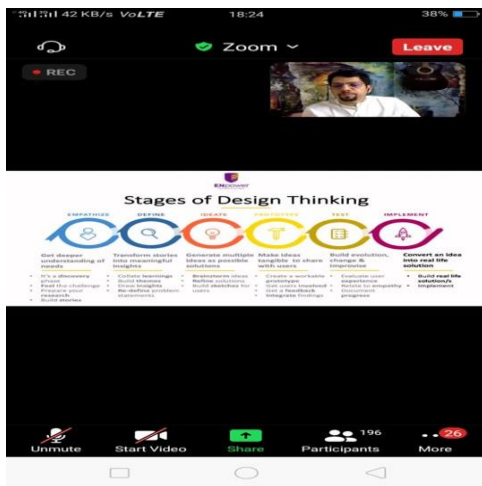 42 KB/s VoLTE 18:24 38%
Zoom Leave
REC
ENpower
Stages of Design Thinking
EMPATHIZE DEFINE IDEATE PROTOTYPE TEST IMPLEMENT
Get deeper understanding of needs
It's a discovery phase
Feel the challenge
Prepare your research
Build stories
Transform stories into meaningful insights
Collate learnings
Build themes
Draw insights
Re-define problem statements
Generate multiple ideas as possible solutions
Brainstorm ideas
Refine solutions
Build sketches for users
Make ideas tangible to share with users
Create a workable prototype
Get users involved
Get a feedback
Integrate findings
Build evolution, change & improvise
Evaluate user experience
Relate to empathy
Document progress
Convert an idea into real life solution
Build real life solution/s
Implement
Unmute Start Video Share Participants 196 More 26